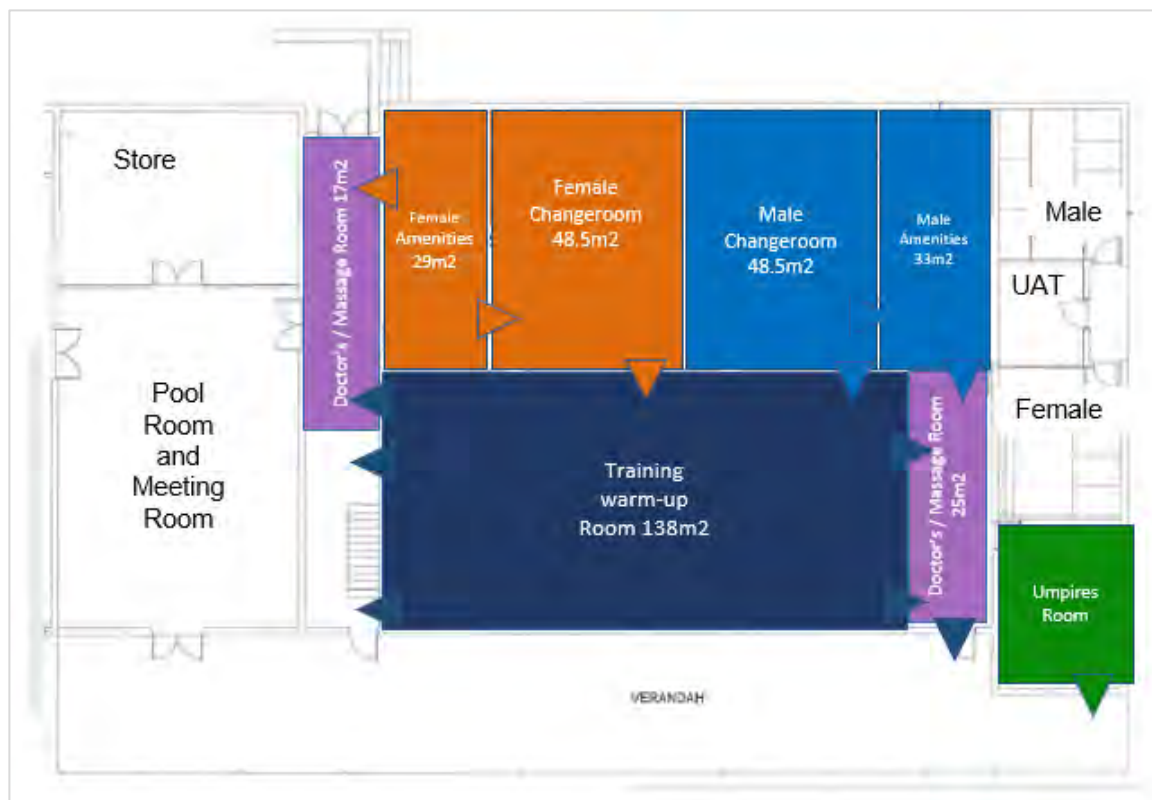 Store
Doctor's / Massage Room 17m2
Female
Amenities
29m2
Female
Changeroom
48.5m2
Male
Changeroom
48.5m2
Male
Amenities
33m2
Male
UAT
Female
Pool
Room
and
Meeting
Room
Training
warm-up
Room 138m2
Doctor's / Massage Room
25m2
Umpires
Room
VERANDAH